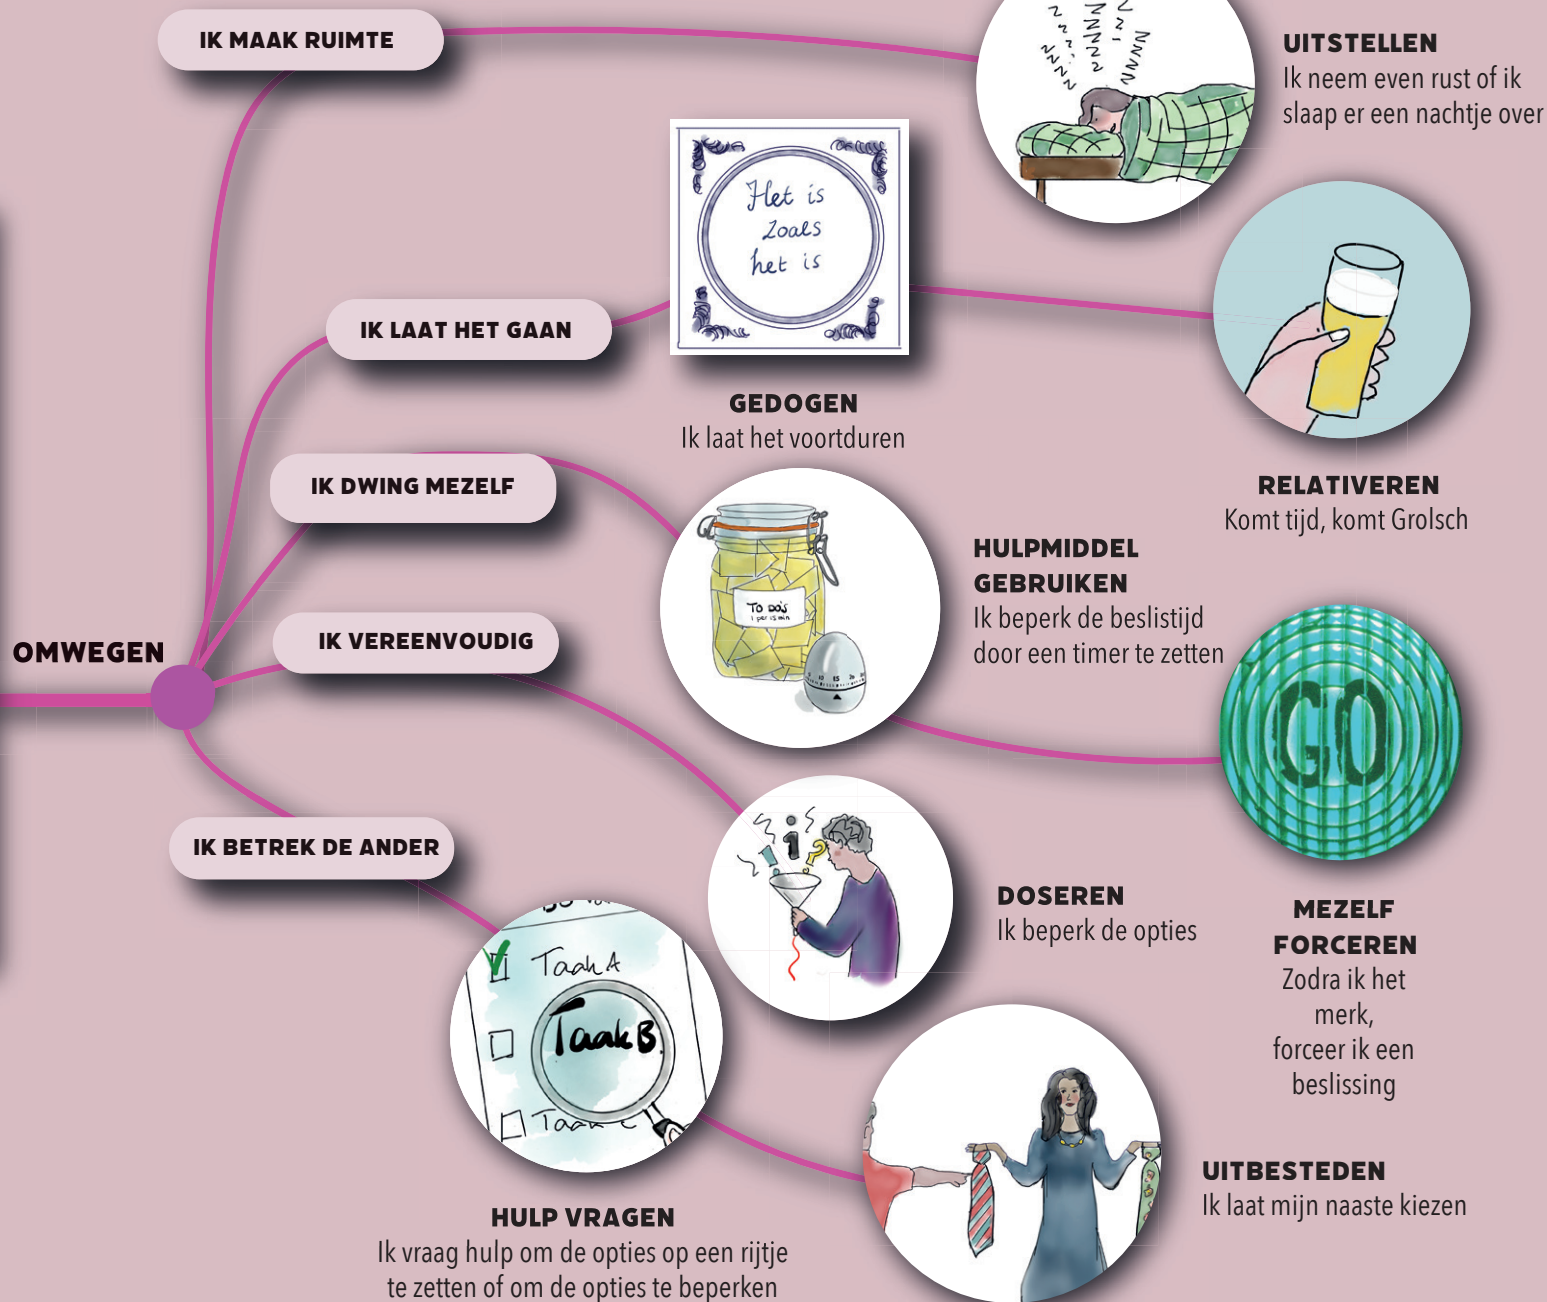 IK MAAK RUIMTE
UITSTELLEN
Ik neem even rust of ik
slaap er een nachtje over
Het is
zoals
het is
IK LAAT HET GAAN
GEDOGEN
Ik laat het voortduren
RELATIVEREN
Komt tijd, komt Grolsch
IK DWING MEZELF
TO DO'S
1 per 15 min
HULPMIDDEL
GEBRUIKEN
Ik beperk de beslistijd
door een timer te zetten
GO
MEZELF
FORCEREN
Zodra ik het
merk,
forceer ik een
beslissing
OMWEGEN
IK VEREENVOUDIG
DOSEREN
Ik beperk de opties
IK BETREK DE ANDER
Taak A
Taak B
Taak C
HULP VRAGEN
Ik vraag hulp om de opties op een rijtje
te zetten of om de opties te beperken
UITBESTEDEN
Ik laat mijn naaste kiezen